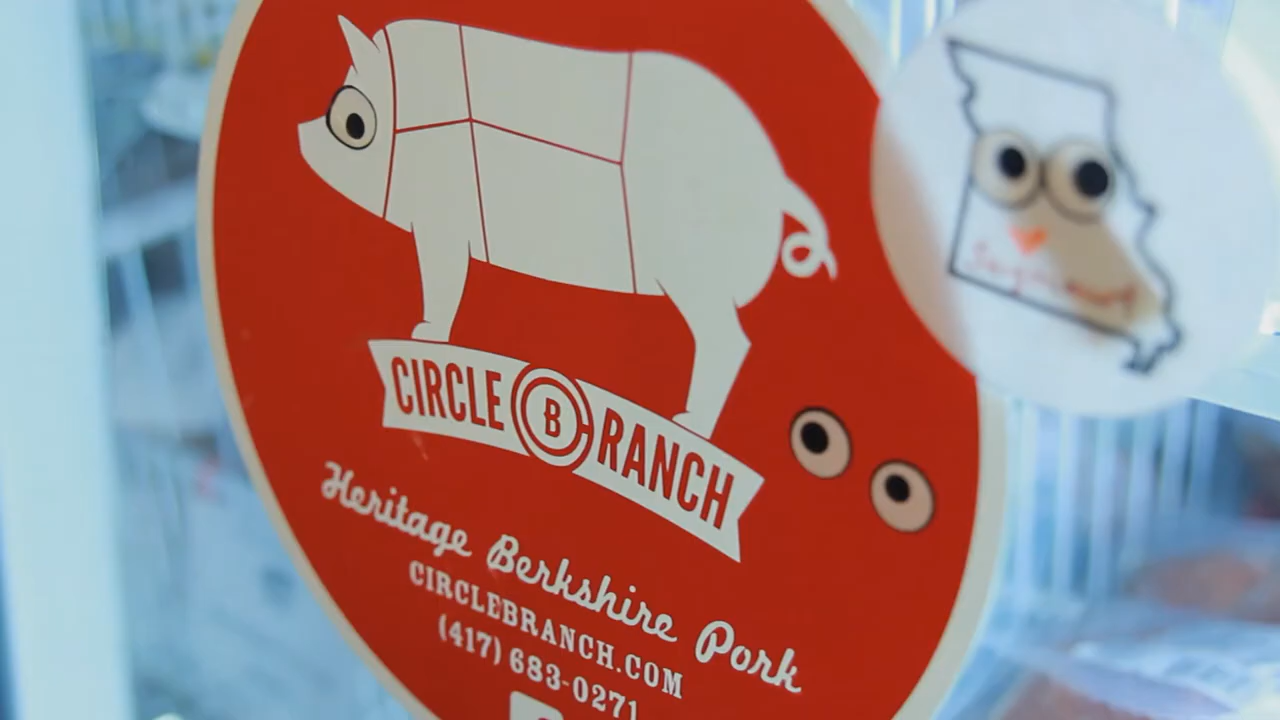 CIRCLE B RANCH
Heritage Berkshire Pork
CIRCLEBRANCH.COM
(417) 683-0271